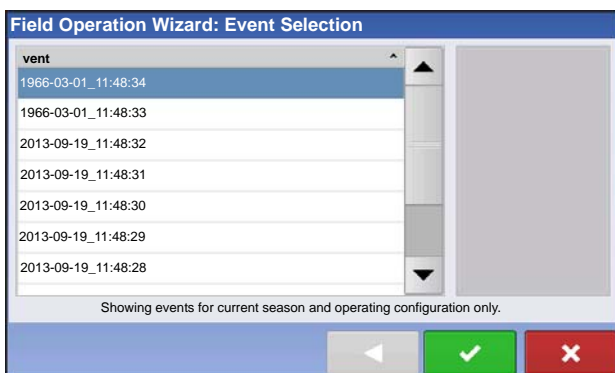 Field Operation Wizard: Event Selection
vent
1966-03-01_11:48:34
1966-03-01_11:48:33
2013-09-19_11:48:32
2013-09-19_11:48:31
2013-09-19_11:48:30
2013-09-19_11:48:29
2013-09-19_11:48:28
Showing events for current season and operating configuration only.